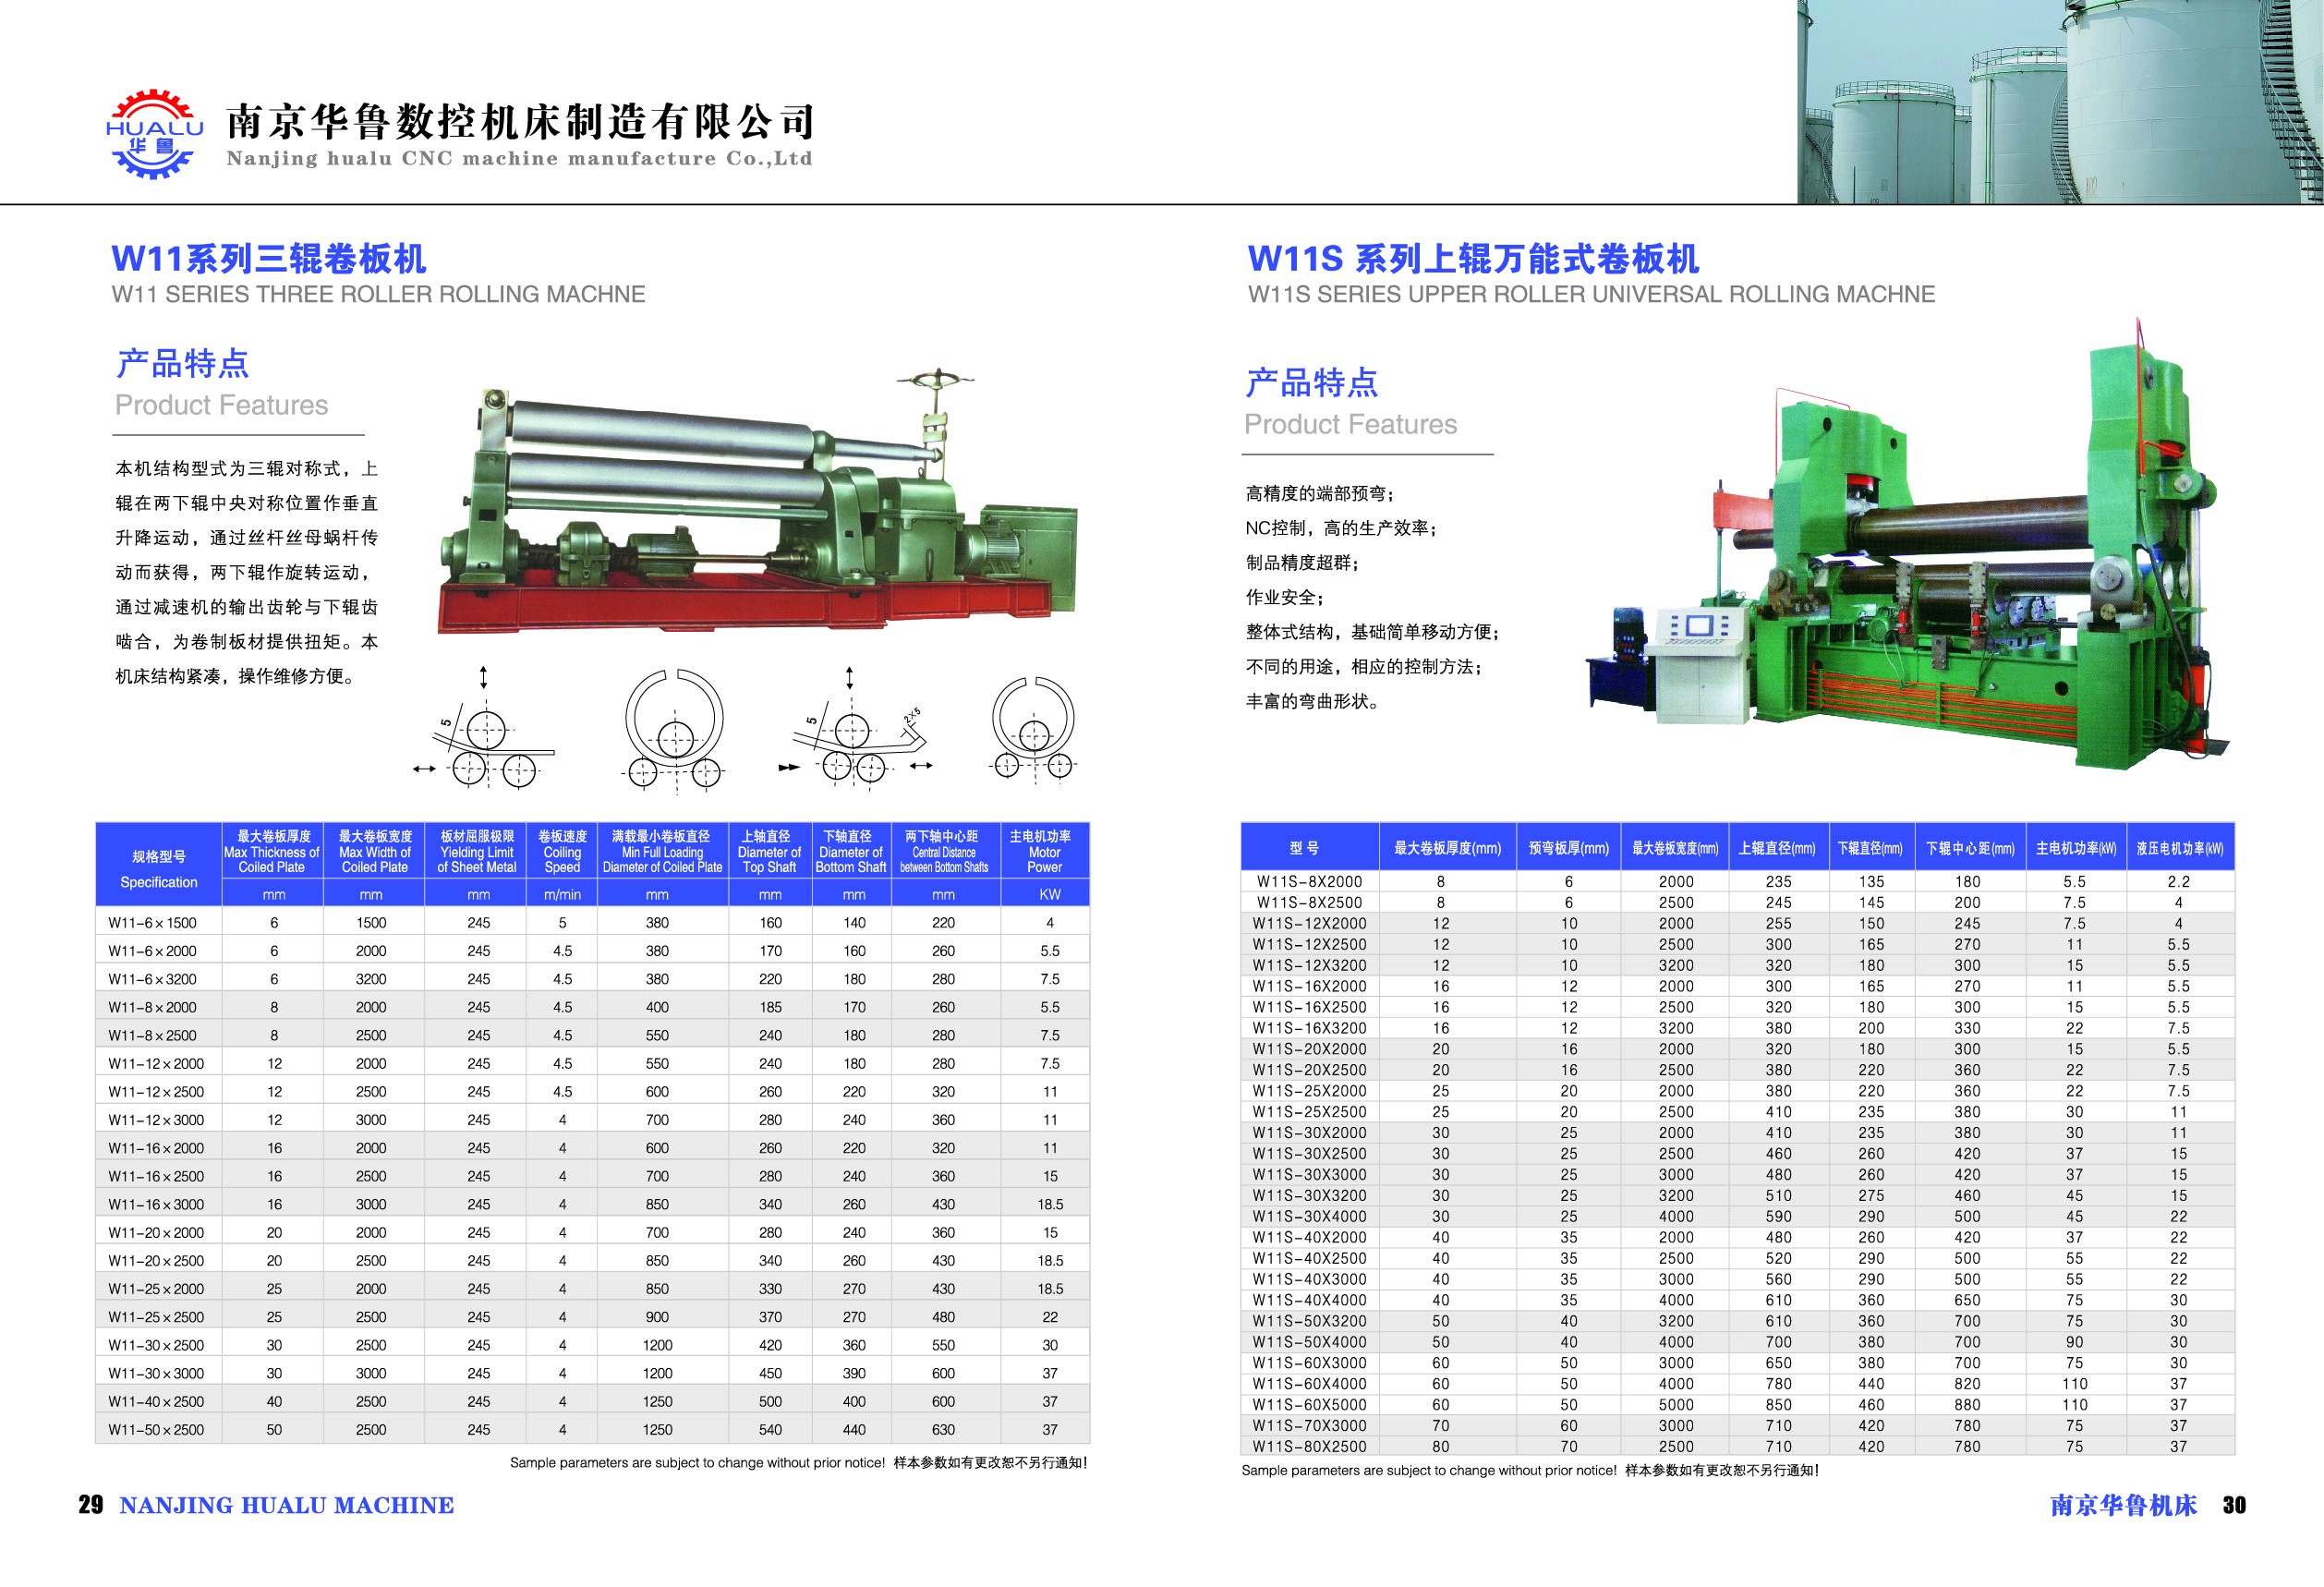 HUALU
华鲁
南京华鲁数控机床制造有限公司
Nanjing hualu CNC machine manufacture Co.,Ltd
W11系列三辊卷板机
W11 SERIES THREE ROLLER ROLLING MACHNE
产品特点
Product Features
本机结构型式为三辊对称式，上
辊在两下辊中央对称位置作垂直
升降运动，通过丝杆丝母蜗杆传
动而获得，两下辊作旋转运动，
通过减速机的输出齿轮与下辊齿
啮合，为卷制板材提供扭矩。本
机床结构紧凑，操作维修方便。
5
5
2×5
规格型号 Specification 最大卷板厚度 Max Thickness of Coiled Plate 最大卷板宽度 Max Width of Coiled Plate 板材屈服极限 Yielding Limit of Sheet Metal 卷板速度 Coiling Speed 满载最小卷板直径 Min Full Loading Diameter of Coiled Plate 上轴直径 Diameter of Top Shaft 下轴直径 Diameter of Bottom Shaft 两下轴中心距 Central Distance between Bottom Shafts 主电机功率 Motor Power
mm mm mm m/min mm mm mm mm KW
W11-6×1500 6 1500 245 5 380 160 140 220 4
W11-6×2000 6 2000 245 4.5 380 170 160 260 5.5
W11-6×3200 6 3200 245 4.5 380 220 180 280 7.5
W11-8×2000 8 2000 245 4.5 400 185 170 260 5.5
W11-8×2500 8 2500 245 4.5 550 240 180 280 7.5
W11-12×2000 12 2000 245 4.5 550 240 180 280 7.5
W11-12×2500 12 2500 245 4.5 600 260 220 320 11
W11-12×3000 12 3000 245 4 700 280 240 360 11
W11-16×2000 16 2000 245 4 600 260 220 320 11
W11-16×2500 16 2500 245 4 700 280 240 360 15
W11-16×3000 16 3000 245 4 850 340 260 430 18.5
W11-20×2000 20 2000 245 4 700 280 240 360 15
W11-20×2500 20 2500 245 4 850 340 260 430 18.5
W11-25×2000 25 2000 245 4 850 330 270 430 18.5
W11-25×2500 25 2500 245 4 900 370 270 480 22
W11-30×2500 30 2500 245 4 1200 420 360 550 30
W11-30×3000 30 3000 245 4 1200 450 390 600 37
W11-40×2500 40 2500 245 4 1250 500 400 600 37
W11-50×2500 50 2500 245 4 1250 540 440 630 37
Sample parameters are subject to change without prior notice! 样本参数如有更改恕不另行通知!
29 NANJING HUALU MACHINE
W11S 系列上辊万能式卷板机
W11S SERIES UPPER ROLLER UNIVERSAL ROLLING MACHNE
产品特点
Product Features
高精度的端部预弯；
NC控制，高的生产效率；
制品精度超群；
作业安全；
整体式结构，基础简单移动方便；
不同的用途，相应的控制方法；
丰富的弯曲形状。
型 号 最大卷板厚度(mm) 预弯板厚(mm) 最大卷板宽度(mm) 上辊直径(mm) 下辊直径(mm) 下辊中心距(mm) 主电机功率(kW) 液压电机功率(kW)
W11S-8X2000 8 6 2000 235 135 180 5.5 2.2
W11S-8X2500 8 6 2500 245 145 200 7.5 4
W11S-12X2000 12 10 2000 255 150 245 7.5 4
W11S-12X2500 12 10 2500 300 165 270 11 5.5
W11S-12X3200 12 10 3200 320 180 300 15 5.5
W11S-16X2000 16 12 2000 300 165 270 11 5.5
W11S-16X2500 16 12 2500 320 180 300 15 5.5
W11S-16X3200 16 12 3200 380 200 330 22 7.5
W11S-20X2000 20 16 2000 320 180 300 15 5.5
W11S-20X2500 20 16 2500 380 220 360 22 7.5
W11S-25X2000 25 20 2000 380 220 360 22 7.5
W11S-25X2500 25 20 2500 410 235 380 30 11
W11S-30X2000 30 25 2000 410 235 380 30 11
W11S-30X2500 30 25 2500 460 260 420 37 15
W11S-30X3000 30 25 3000 480 260 420 37 15
W11S-30X3200 30 25 3200 510 275 460 45 15
W11S-30X4000 30 25 4000 590 290 500 45 22
W11S-40X2000 40 35 2000 480 260 420 37 22
W11S-40X2500 40 35 2500 520 290 500 55 22
W11S-40X3000 40 35 3000 560 290 500 55 22
W11S-40X4000 40 35 4000 610 360 650 75 30
W11S-50X3200 50 40 3200 610 360 700 75 30
W11S-50X4000 50 40 4000 700 380 700 90 30
W11S-60X3000 60 50 3000 650 380 700 75 30
W11S-60X4000 60 50 4000 780 440 820 110 37
W11S-60X5000 60 50 5000 850 460 880 110 37
W11S-70X3000 70 60 3000 710 420 780 75 37
W11S-80X2500 80 70 2500 710 420 780 75 37
Sample parameters are subject to change without prior notice! 样本参数如有更改恕不另行通知!
南京华鲁机床 30